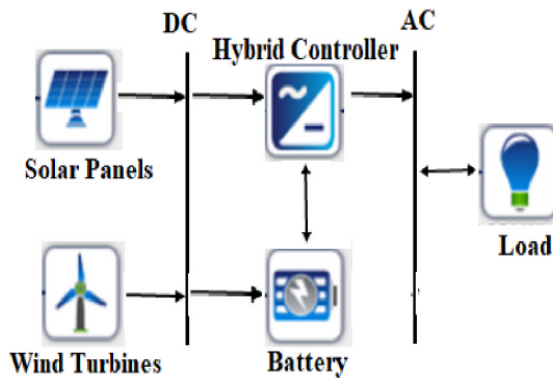 DC
AC
Hybrid Controller
Solar Panels
Load
Wind Turbines
Battery